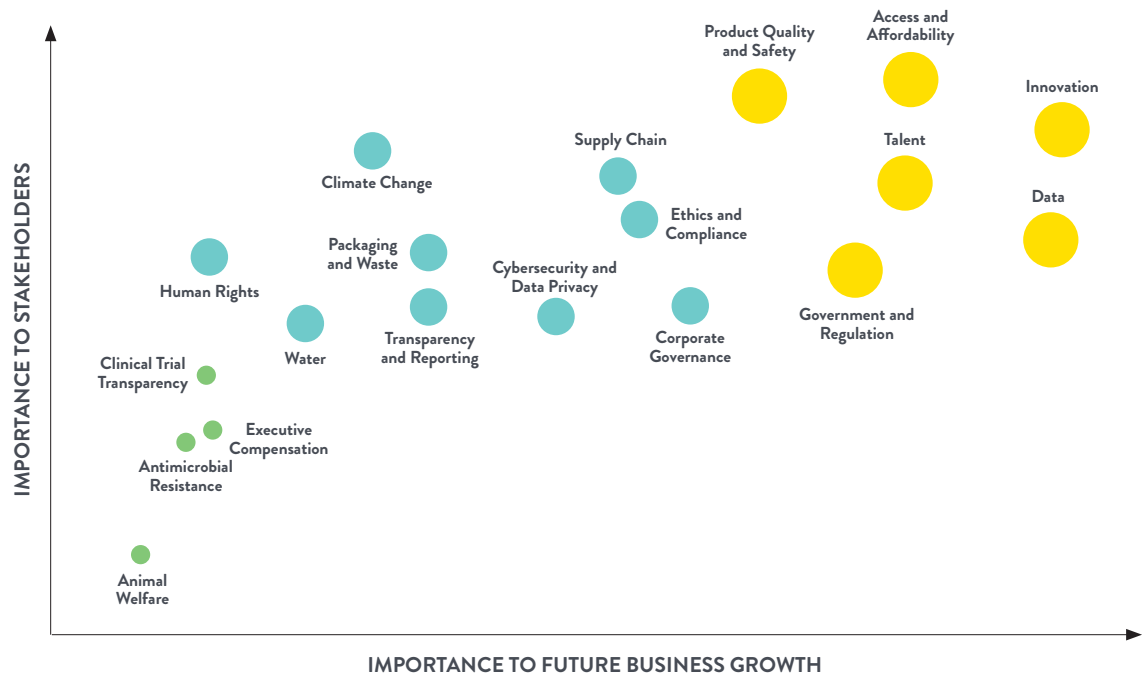 Access and
Affordability
Product Quality
and Safety
Innovation
Supply Chain
Talent
Climate Change
Data
Ethics and
Compliance
Packaging
and Waste
Cybersecurity and
Data Privacy
Human Rights
Government and
Regulation
Transparency
and Reporting
Corporate
Governance
Water
Clinical Trial
Transparency
Executive
Compensation
Antimicrobial
Resistance
Animal
Welfare
IMPORTANCE TO STAKEHOLDERS
IMPORTANCE TO FUTURE BUSINESS GROWTH